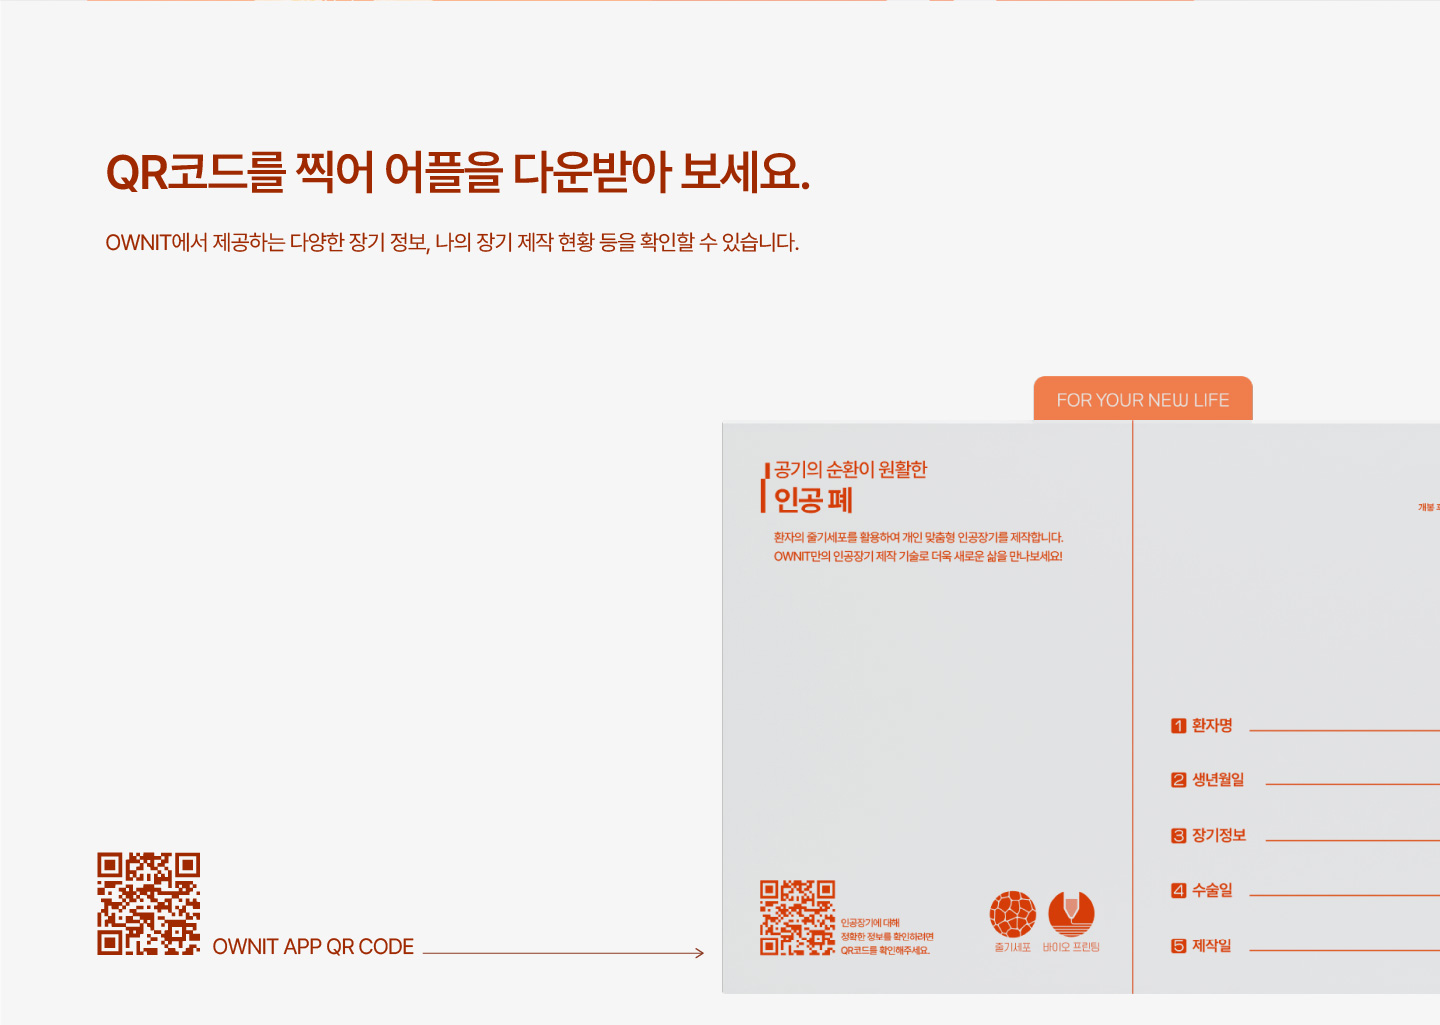 QR코드를 찍어 어플을 다운받아 보세요.
OWNIT에서 제공하는 다양한 장기 정보, 나의 장기 제작 현황 등을 확인할 수 있습니다.
FOR YOUR NEW LIFE
공기의 순환이 원활한
인공 폐
환자의 줄기세포를 활용하여 개인 맞춤형 인공장기를 제작합니다.
OWNIT만의 인공장기 제작 기술로 더욱 새로운 삶을 만나보세요!
개봉
1 환자명
2 생년월일
3 장기정보
4 수술일
5 제작일
인공장기에 대해
정확한 정보를 확인하려면
QR코드를 확인해주세요.
줄기세포
바이오 프린팅
OWNIT APP QR CODE